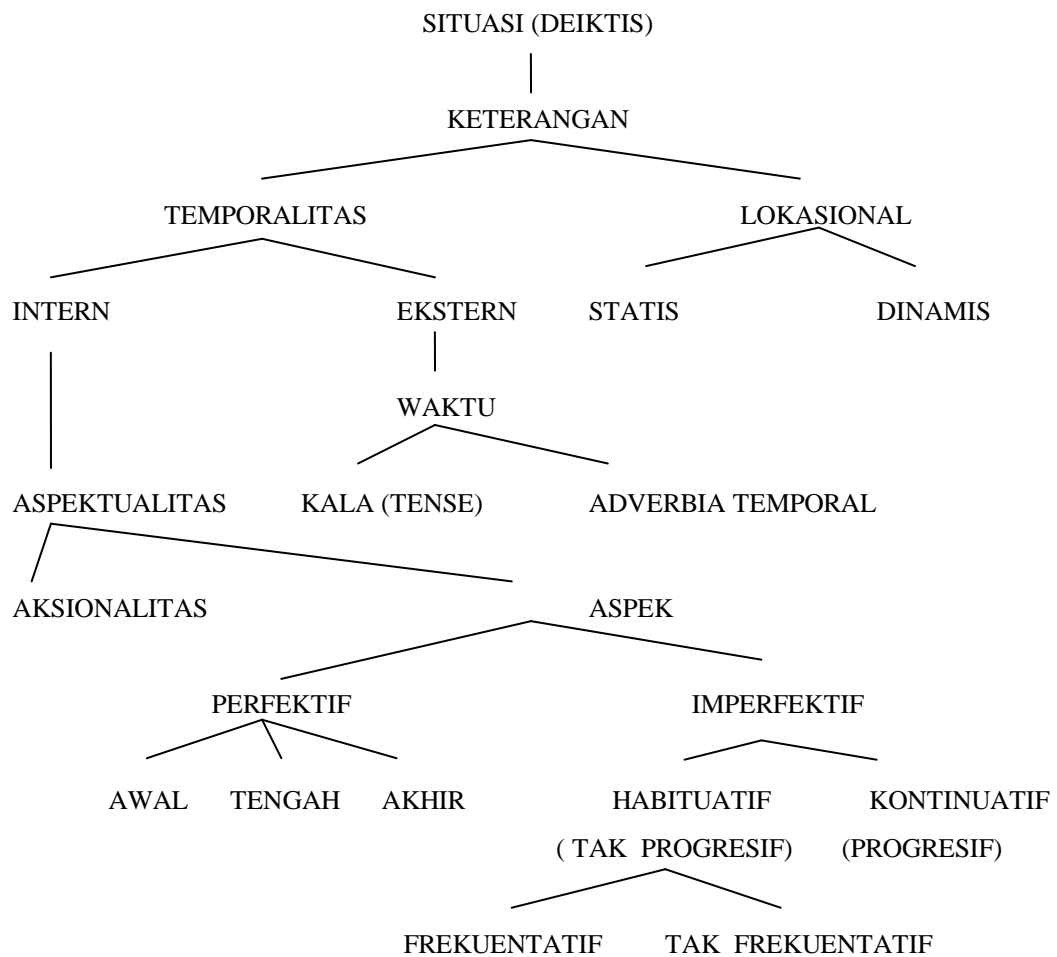 SITUASI (DEIKTIS)
KETERANGAN
TEMPORALITAS LOKASIONAL
INTERN EKSTERN STATIS DINAMIS
WAKTU
ASPEKTUALITAS KALA (TENSE) ADVERBIA TEMPORAL
AKSIONALITAS ASPEK
PERFEKTIF IMPERFEKTIF
AWAL TENGAH AKHIR HABITUATIF KONTINUATIF
( TAK PROGRESIF) (PROGRESIF)
FREKUENTATIF TAK FREKUENTATIF